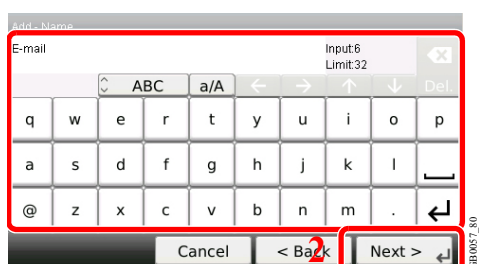 Add - Name
E-mail
Input:6
Limit:32
ABC a/A ← → ↑ ↓ Del.
q w e r t y u i o p
a s d f g h j k l
@ z x c v b n m . ↵
Cancel < Back 2 Next > ↵
GB0057_80